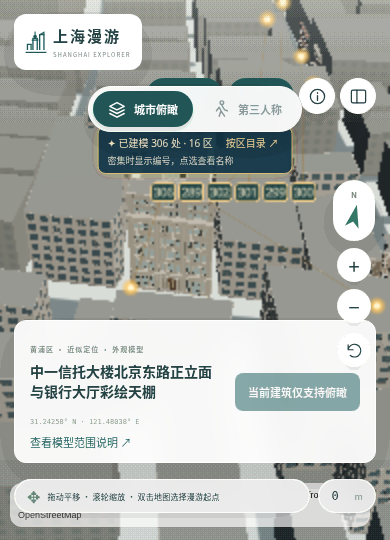 上海漫游
SHANGHAI EXPLORER
城市俯瞰
第三人称
✦ 已建模 306 处 · 16 区 按区目录 ↗
密集时显示编号，点选查看名称
302
301
299
N
黄浦区 · 近似定位 · 外观模型
中一信托大楼北京东路正立面
与银行大厅彩绘天棚
当前建筑仅支持俯瞰
31.24250° N · 121.48038° E
查看模型范围说明 ↗
拖动平移 · 滚轮缩放 · 双击地图选择漫游起点
0 m
OpenStreetMap